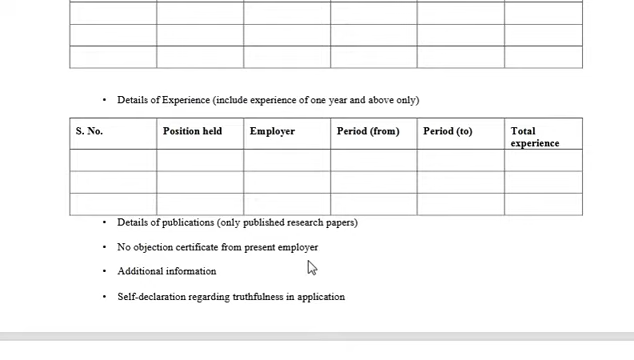 • Details of Experience (include experience of one year and above only)
S. No. Position held Employer Period (from) Period (to) Total experience
• Details of publications (only published research papers)
• No objection certificate from present employer
• Additional information
• Self-declaration regarding truthfulness in application